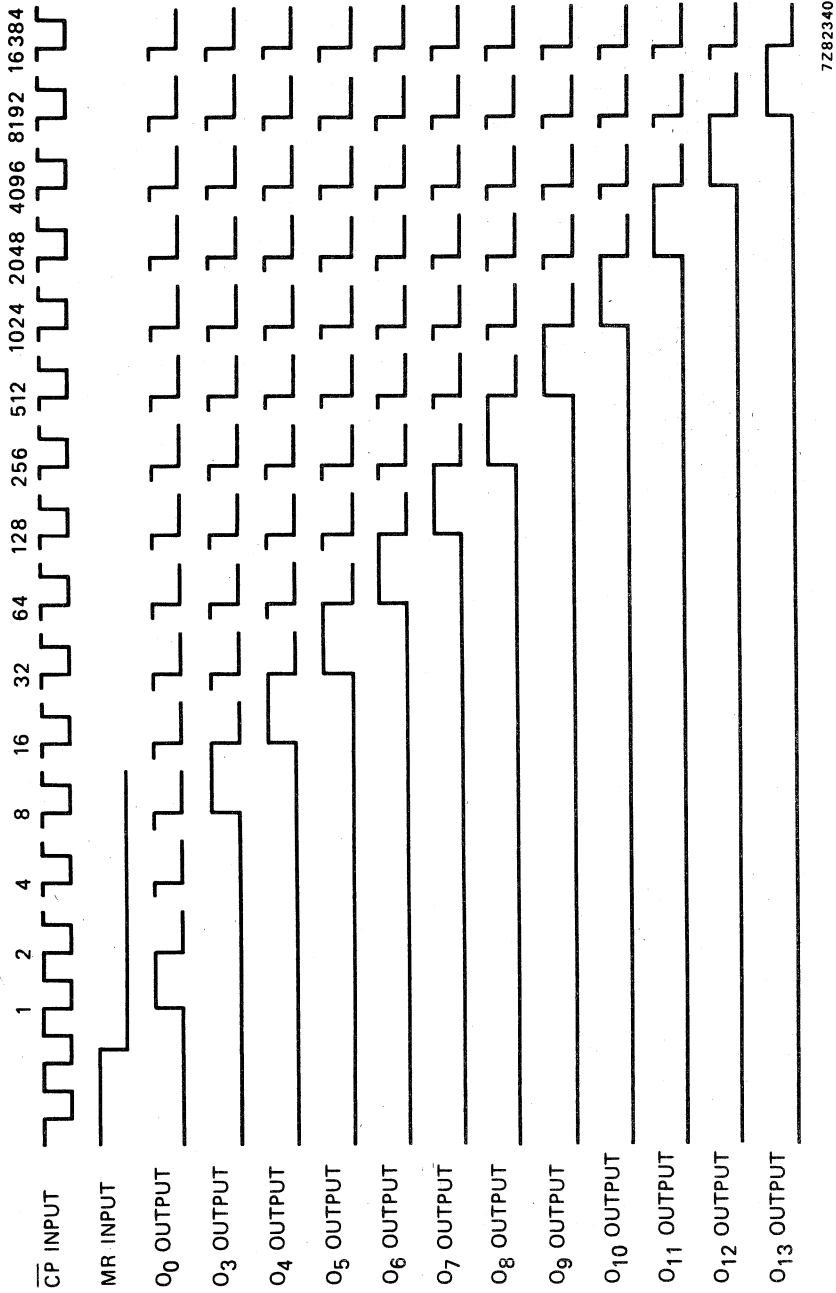 1 2 4 8 16 32 64 128 256 512 1024 2048 4096 8192 16384
C̅P̅ INPUT
MR INPUT
O0 OUTPUT
O3 OUTPUT
O4 OUTPUT
O5 OUTPUT
O6 OUTPUT
O7 OUTPUT
O8 OUTPUT
O9 OUTPUT
O10 OUTPUT
O11 OUTPUT
O12 OUTPUT
O13 OUTPUT
7Z82340